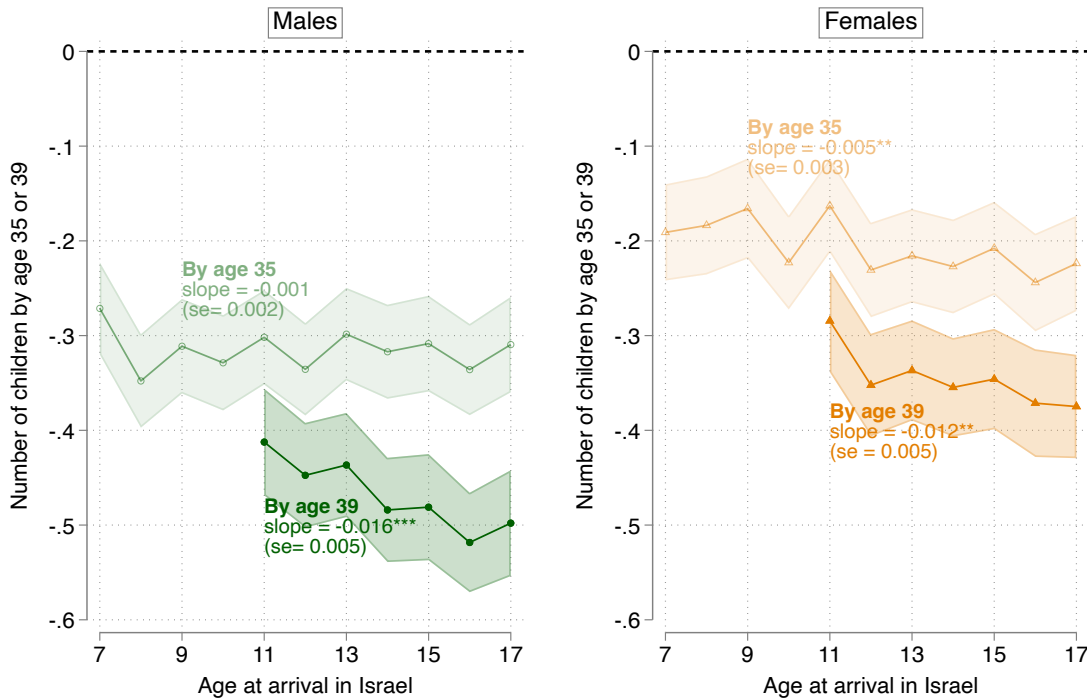 Males
Number of children by age 35 or 39
0
-.1
-.2
-.3
-.4
-.5
-.6
By age 35
slope = -0.001
(se= 0.002)
By age 39
slope = -0.016***
(se= 0.005)
7 9 11 13 15 17
Age at arrival in Israel
Females
Number of children by age 35 or 39
0
-.1
-.2
-.3
-.4
-.5
-.6
By age 35
slope = -0.005**
(se= 0.003)
By age 39
slope = -0.012**
(se = 0.005)
7 9 11 13 15 17
Age at arrival in Israel